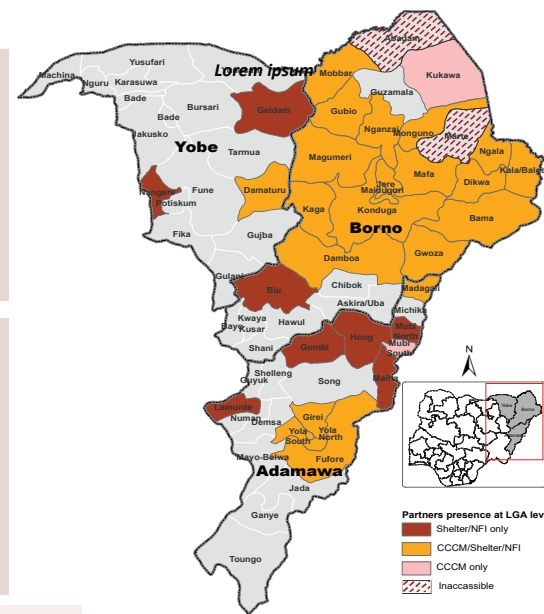 Abadam
Lorem ipsum
Yusufari
Mobbar
Kukawa
Machina
Nguru
Karasuwa
Guzamala
Bade
Bursari
Geidam
Gubio
Bade
Nganzai
Monguno
Marte
Yobe
Tarmua
Ngala
Magumeri
Mafa
Kala/Balge
Jere
Dikwa
Nangere
Fune
Damaturu
Maiduguri
Potiskum
Kaga
Konduga
Bama
Borno
Fika
Gujba
Damboa
Gwoza
Gulani
Biu
Chibok
Madagali
Askira/Uba
Michika
Kwaya
Kusar
Bayo
Hawul
Mubi
North
Shani
Gombi
Hong
Mubi
South
Shelleng
Guyuk
Song
Maiha
Lamurde
Numan
Demsa
Girei
Yola
South
Yola
North
Mayo-Belwa
Fufore
Adamawa
Jada
Ganye
Toungo
N
Yobe
Borno
Partners presence at LGA lev
Shelter/NFI only
CCCM/Shelter/NFI
CCCM only
Inaccassible